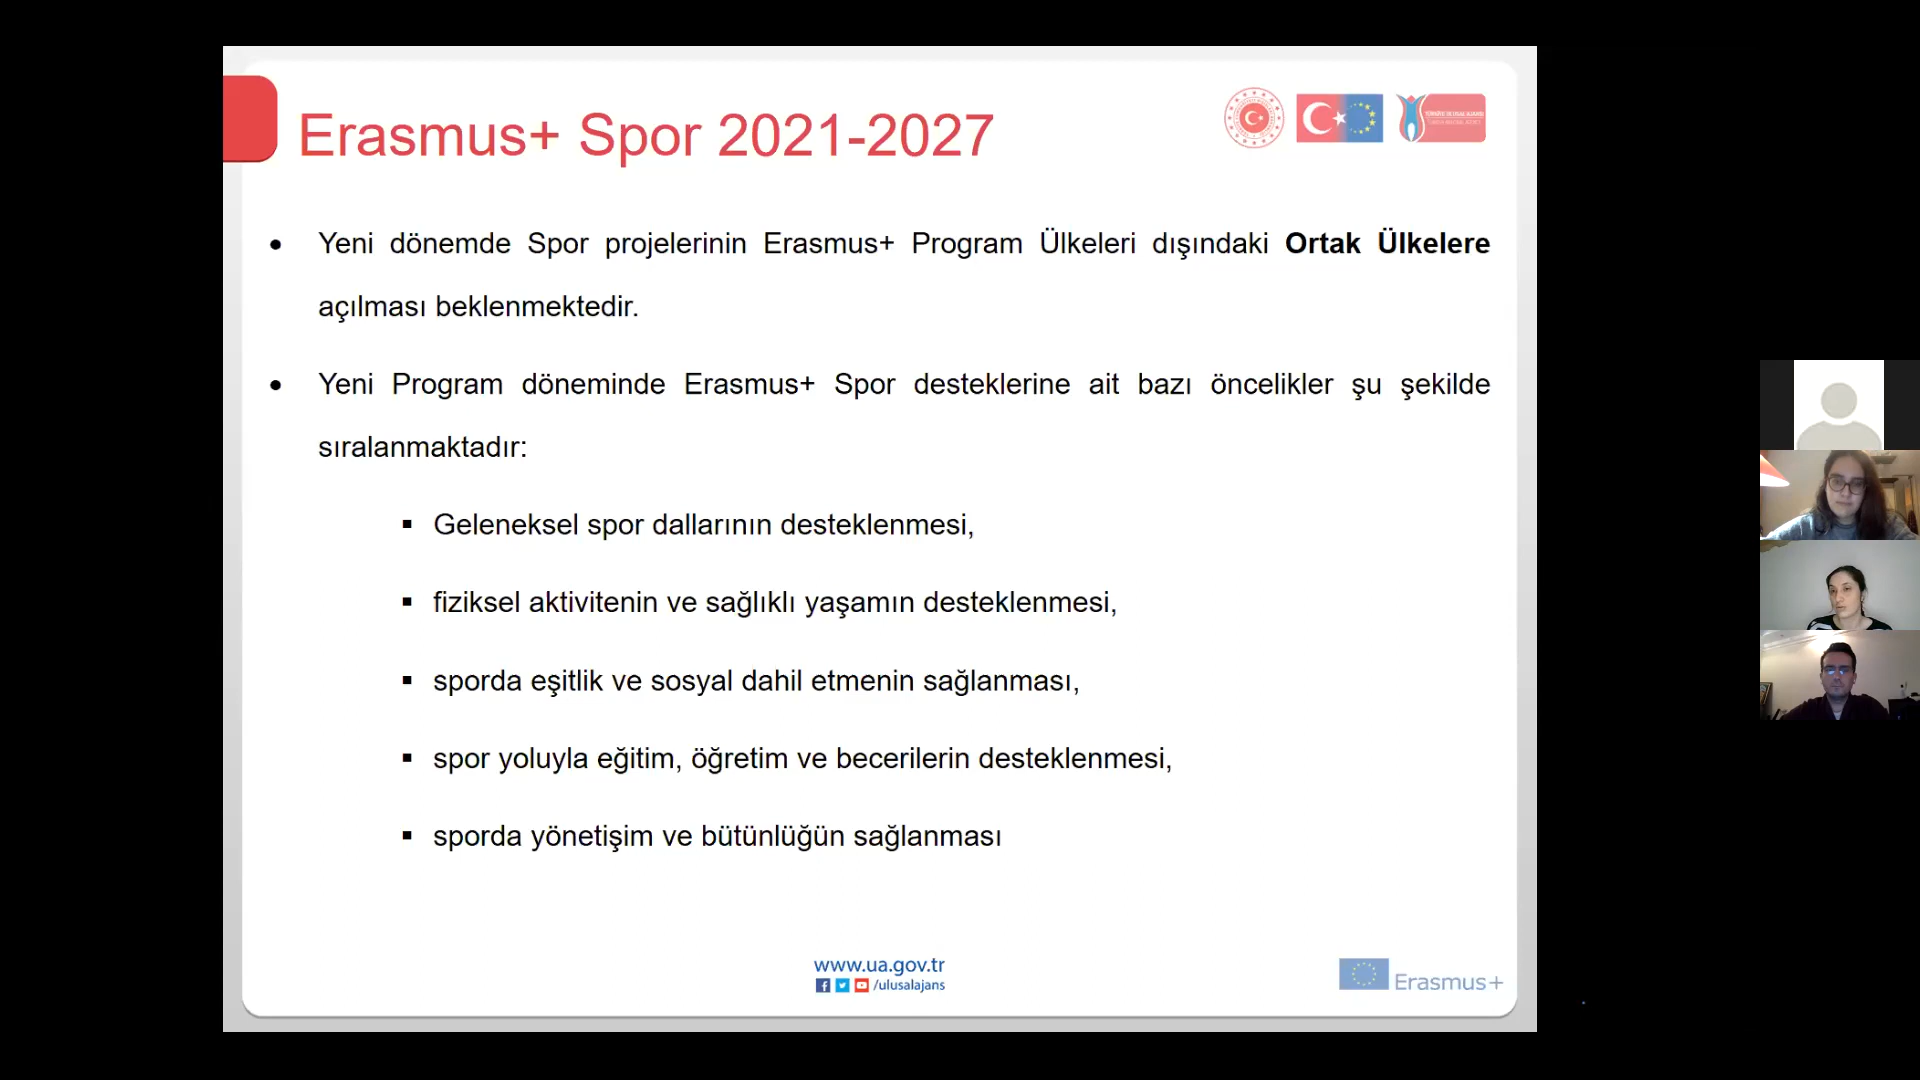 Erasmus+ Spor 2021-2027
• Yeni dönemde Spor projelerinin Erasmus+ Program Ülkeleri dışındaki Ortak Ülkelere
açılması beklenmektedir.
• Yeni Program döneminde Erasmus+ Spor desteklerine ait bazı öncelikler şu şekilde
sıralanmaktadır:
▪ Geleneksel spor dallarının desteklenmesi,
▪ fiziksel aktivitenin ve sağlıklı yaşamın desteklenmesi,
▪ sporda eşitlik ve sosyal dahil etmenin sağlanması,
▪ spor yoluyla eğitim, öğretim ve becerilerin desteklenmesi,
▪ sporda yönetişim ve bütünlüğün sağlanması
www.ua.gov.tr
/ulusalajans
Erasmus+